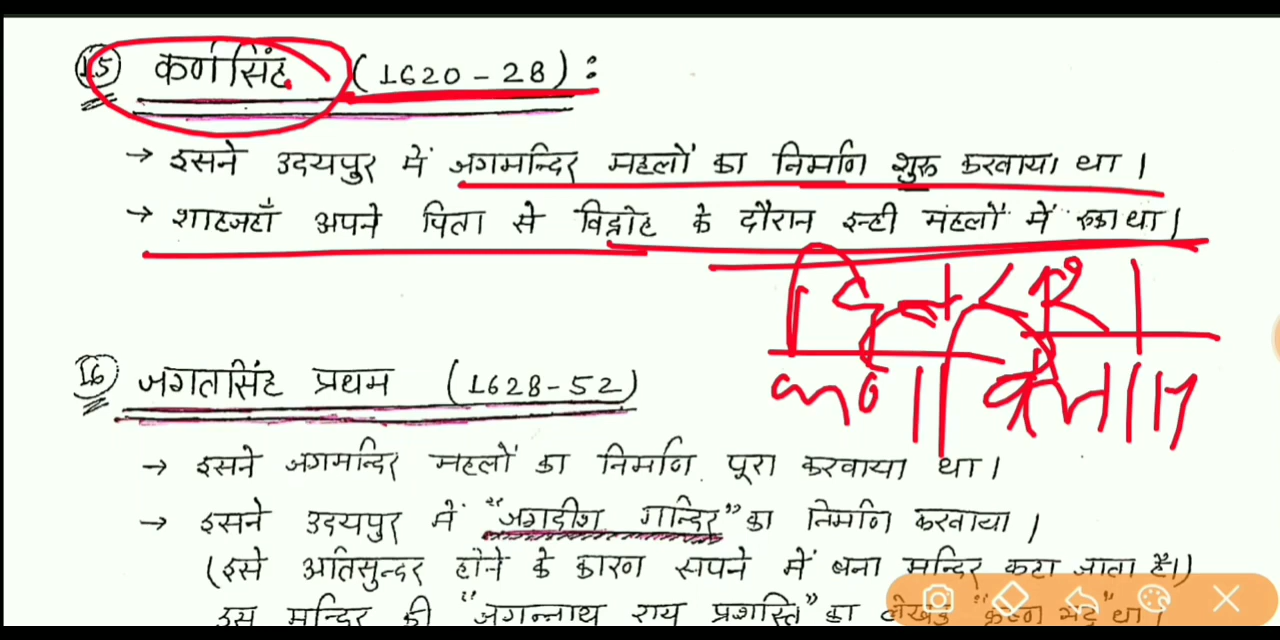 15 कर्णसिंह (1620-28):
→ इसने उदयपुर में जगमन्दिर महलों का निर्माण शुरू करवाया था।
→ शाहजहाँ अपने पिता से विद्रोह के दौरान इन्ही महलों में रुका था।
16 जगतसिंह प्रथम (1628-52)
→ इसने जगमन्दिर महलों का निर्माण पूरा करवाया था।
→ इसने उदयपुर में "जगदीश मन्दिर" का निर्माण करवाया।
(इसे अतिसुन्दर होने के कारण सपने में बना मन्दिर कहा जाता है।)
इस मन्दिर की "जगन्नाथ राय प्रशस्ति" का लेखक "कृष्ण भट्ट" था।